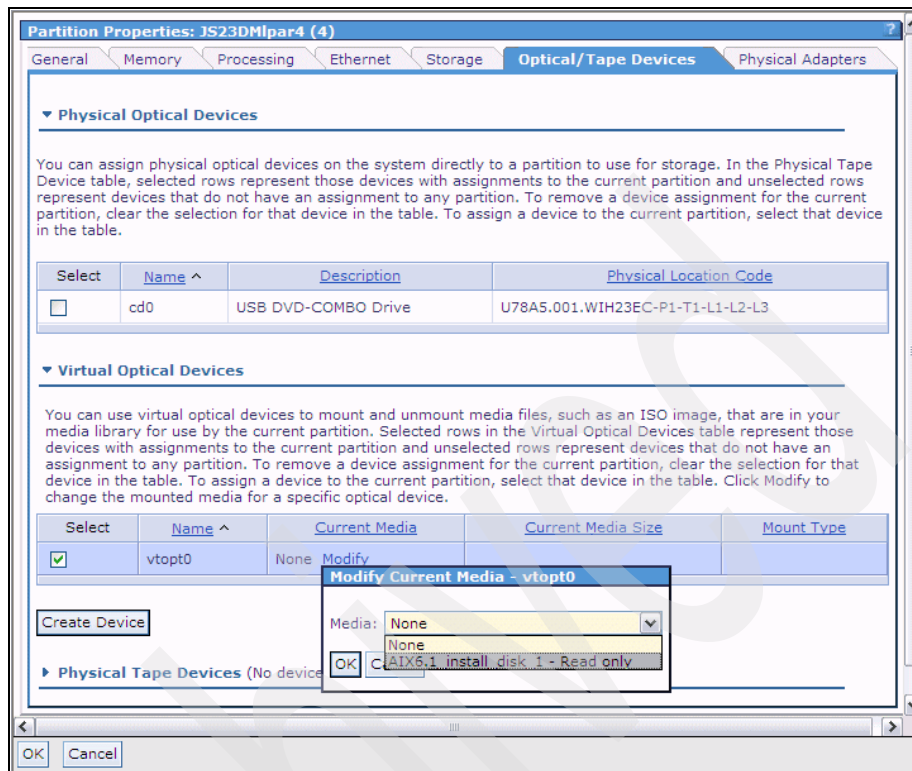 Partition Properties: JS23DMlpar4 (4)
?
General Memory Processing Ethernet Storage Optical/Tape Devices Physical Adapters
Physical Optical Devices
You can assign physical optical devices on the system directly to a partition to use for storage. In the Physical Tape
Device table, selected rows represent those devices with assignments to the current partition and unselected rows
represent devices that do not have an assignment to any partition. To remove a device assignment for the current
partition, clear the selection for that device in the table. To assign a device to the current partition, select that device
in the table.
Select Name ^ Description Physical Location Code
cd0 USB DVD-COMBO Drive U78A5.001.WIH23EC-P1-T1-L1-L2-L3
Virtual Optical Devices
You can use virtual optical devices to mount and unmount media files, such as an ISO image, that are in your
media library for use by the current partition. Selected rows in the Virtual Optical Devices table represent those
devices with assignments to the current partition and unselected rows represent devices that do not have an
assignment to any partition. To remove a device assignment for the current partition, clear the selection for that
device in the table. To assign a device to the current partition, select that device in the table. Click Modify to
change the mounted media for a specific optical device.
Select Name ^ Current Media Current Media Size Mount Type
vtopt0 None Modify
Modify Current Media - vtopt0
Create Device
Media: None
None
AIX6.1_install_disk_1 - Read only
OK
Physical Tape Devices (No device
OK Cancel